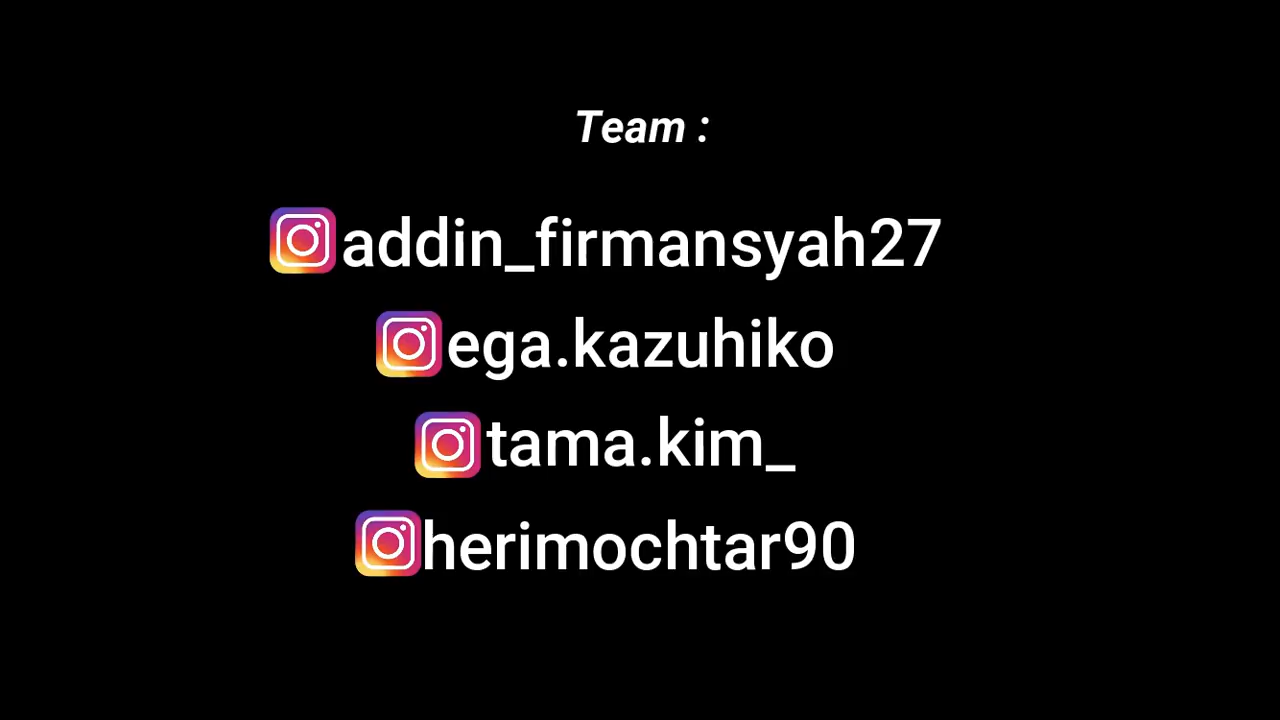 Team :
addin_firmansyah27
ega.kazuhiko
tama.kim_
herimochtar90